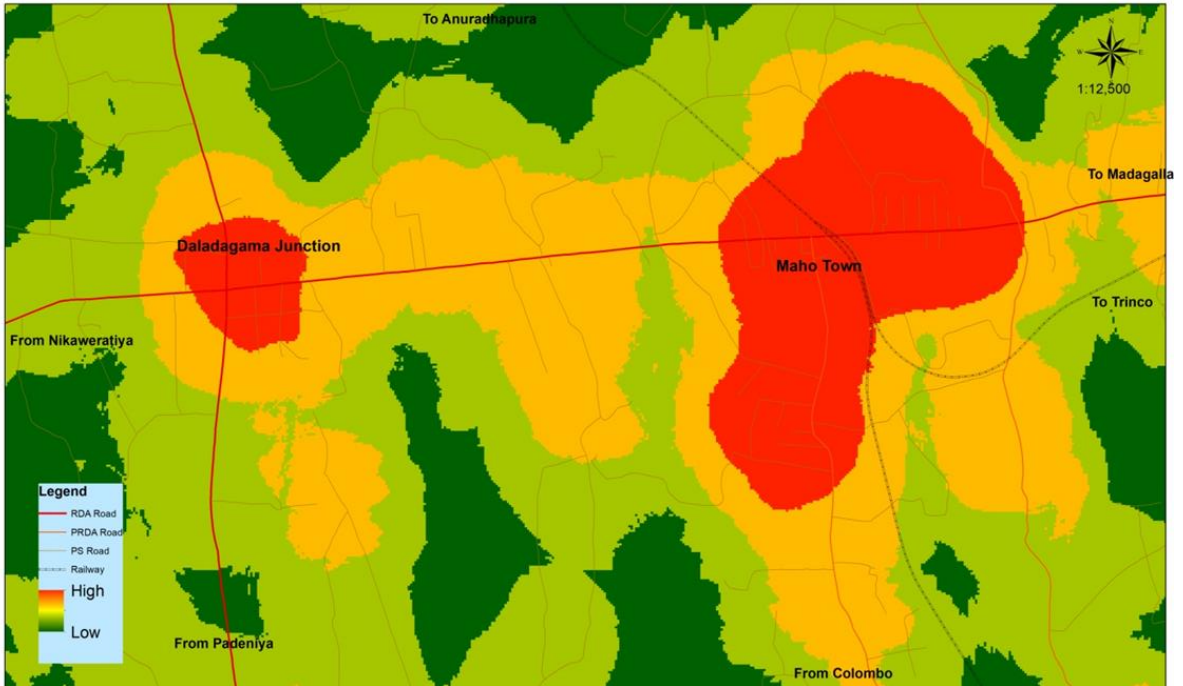 To Anuradhapura
N
W E
S
1:12,500
To Madagalla
Daladagama Junction
Maho Town
To Trinco
From Nikaweratiya
Legend
RDA Road
PRDA Road
PS Road
Railway
High
Low
From Padeniya
From Colombo